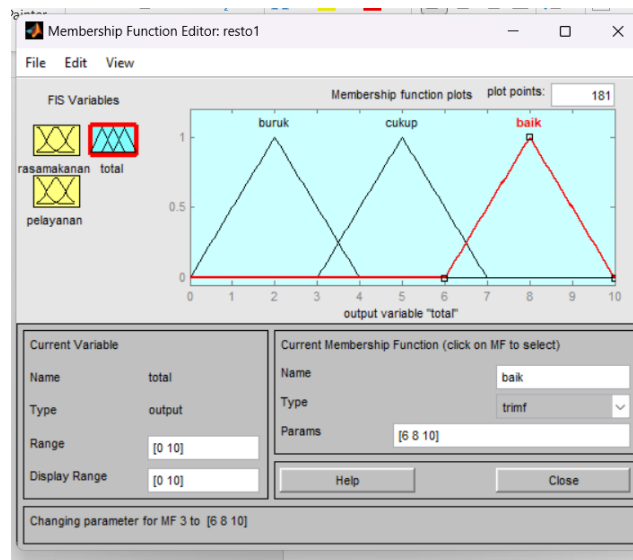 Painter
Membership Function Editor: resto1
File Edit View
FIS Variables
rasamakanan total
pelayanan
Membership function plots plot points: 181
buruk cukup baik
1
0.5
0
0 1 2 3 4 5 6 7 8 9 10
output variable "total"
Current Variable
Name total
Type output
Range [0 10]
Display Range [0 10]
Current Membership Function (click on MF to select)
Name baik
Type trimf
Params [6 8 10]
Help Close
Changing parameter for MF 3 to [6 8 10]